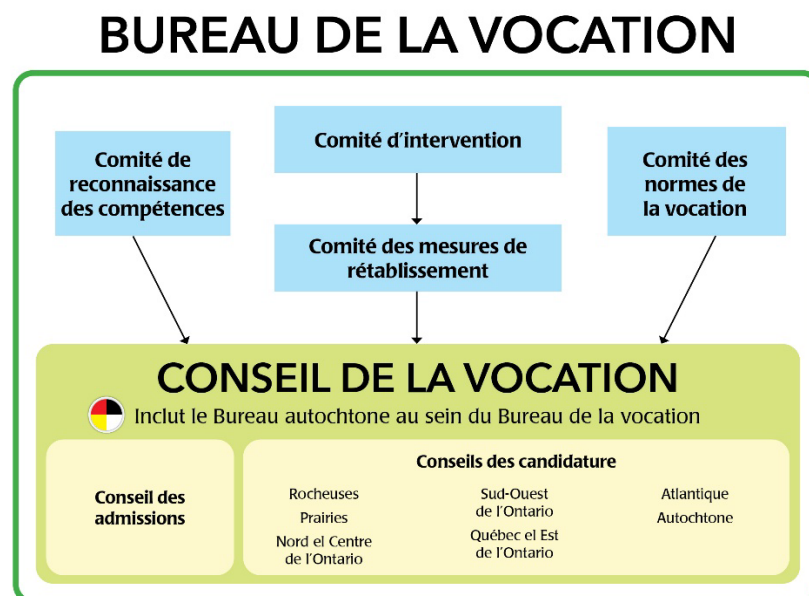 BUREAU DE LA VOCATION
Comité de
reconnaissance
des compétences
Comité d'intervention
Comité des
normes de
la vocation
Comité des mesures de
rétablissement
CONSEIL DE LA VOCATION
Inclut le Bureau autochtone au sein du Bureau de la vocation
Conseil des
admissions
Conseils des candidature
Rocheuses
Prairies
Nord el Centre
de l'Ontario
Sud-Ouest
de l'Ontario
Québec el Est
de l'Ontario
Atlantique
Autochtone